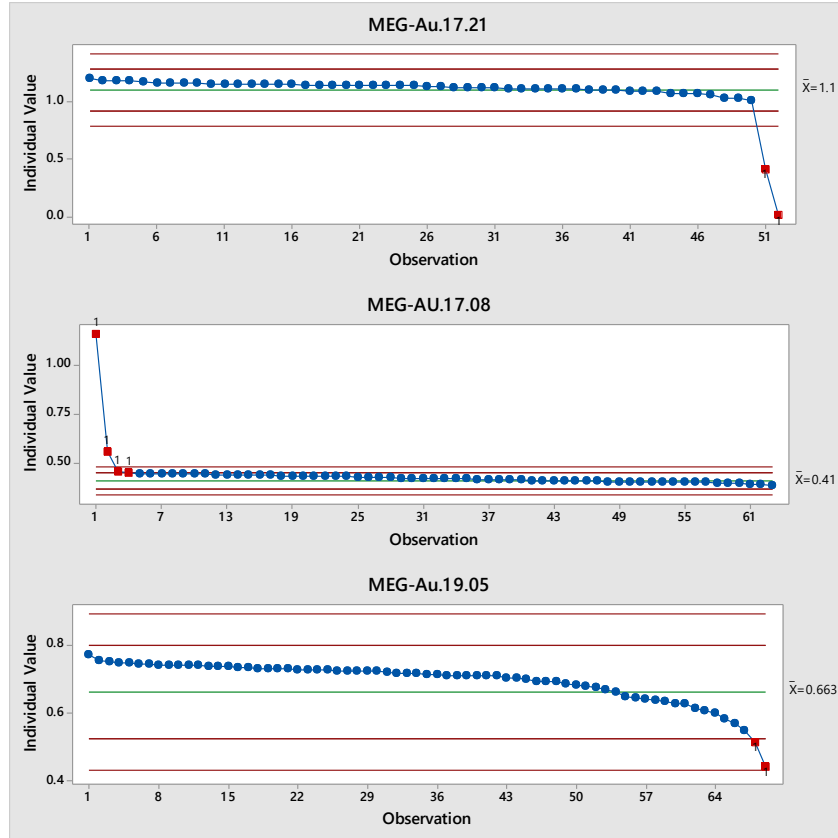 MEG-Au.17.21
Individual Value
1.0
0.5
0.0
X̄=1.1
1
1
1 6 11 16 21 26 31 36 41 46 51
Observation
MEG-AU.17.08
Individual Value
1.00
0.75
0.50
1
1
1 1
X̄=0.41
1 7 13 19 25 31 37 43 49 55 61
Observation
MEG-Au.19.05
Individual Value
0.8
0.6
0.4
X̄=0.663
1
1
1 8 15 22 29 36 43 50 57 64
Observation